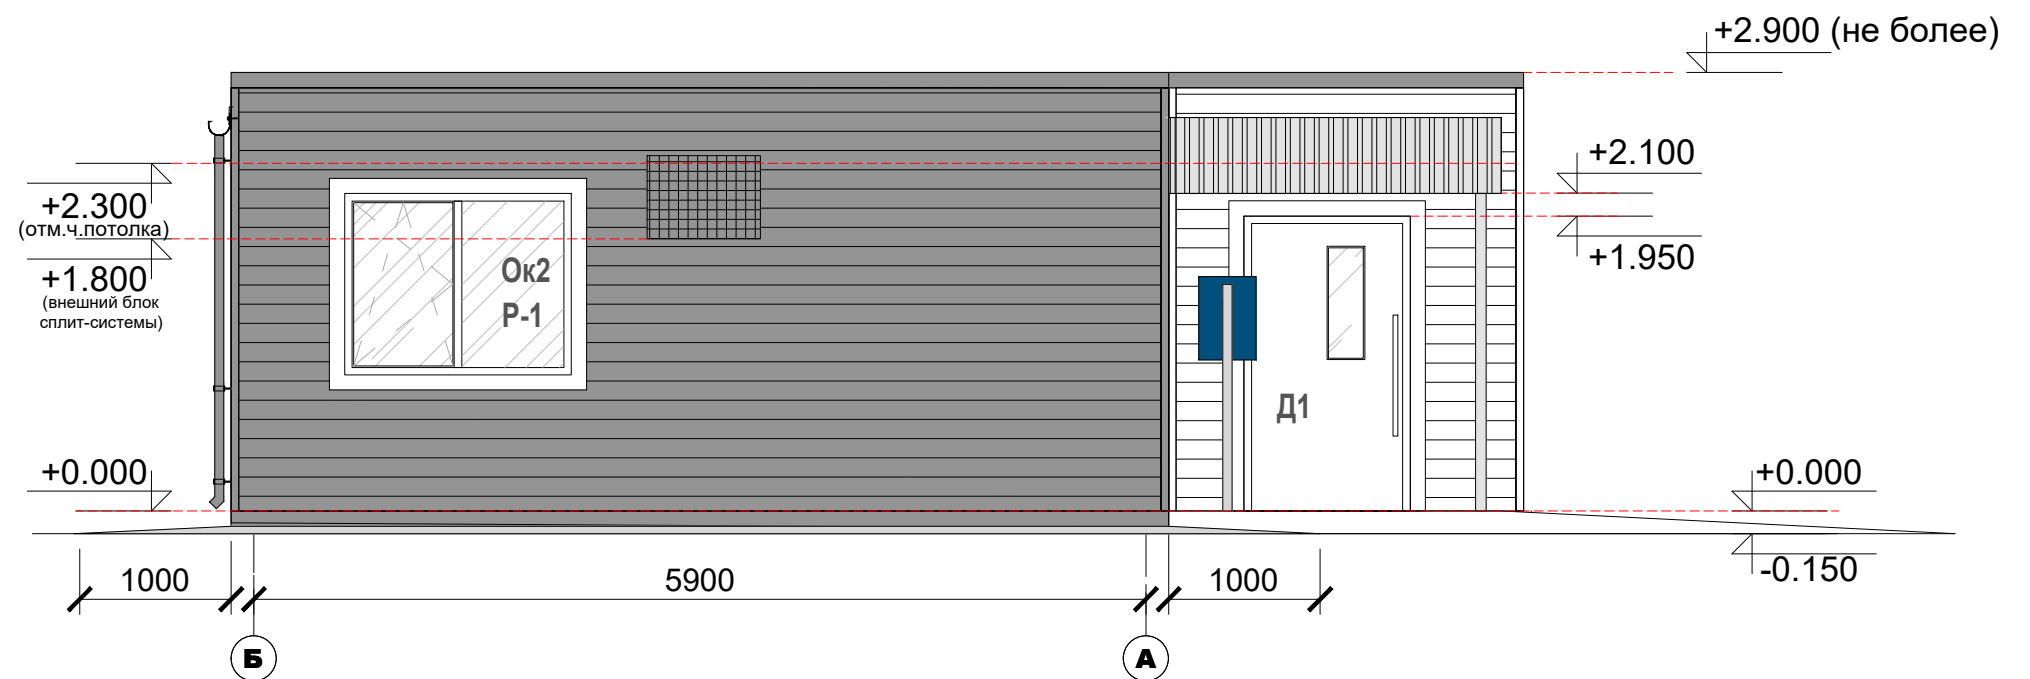 +2.900 (не более)
+2.100
+2.300
(отм.ч.потолка)
+1.950
+1.800
(внешний блок
сплит-системы)
Ок2
Р-1
Д1
+0.000
+0.000
-0.150
1000
5900
1000
Б
А